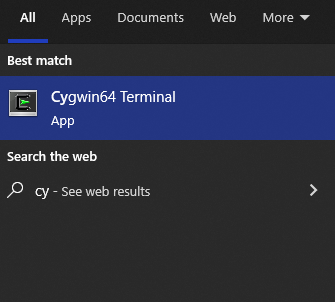 All Apps Documents Web More
Best match
Cygwin64 Terminal
App
Search the web
cy - See web results